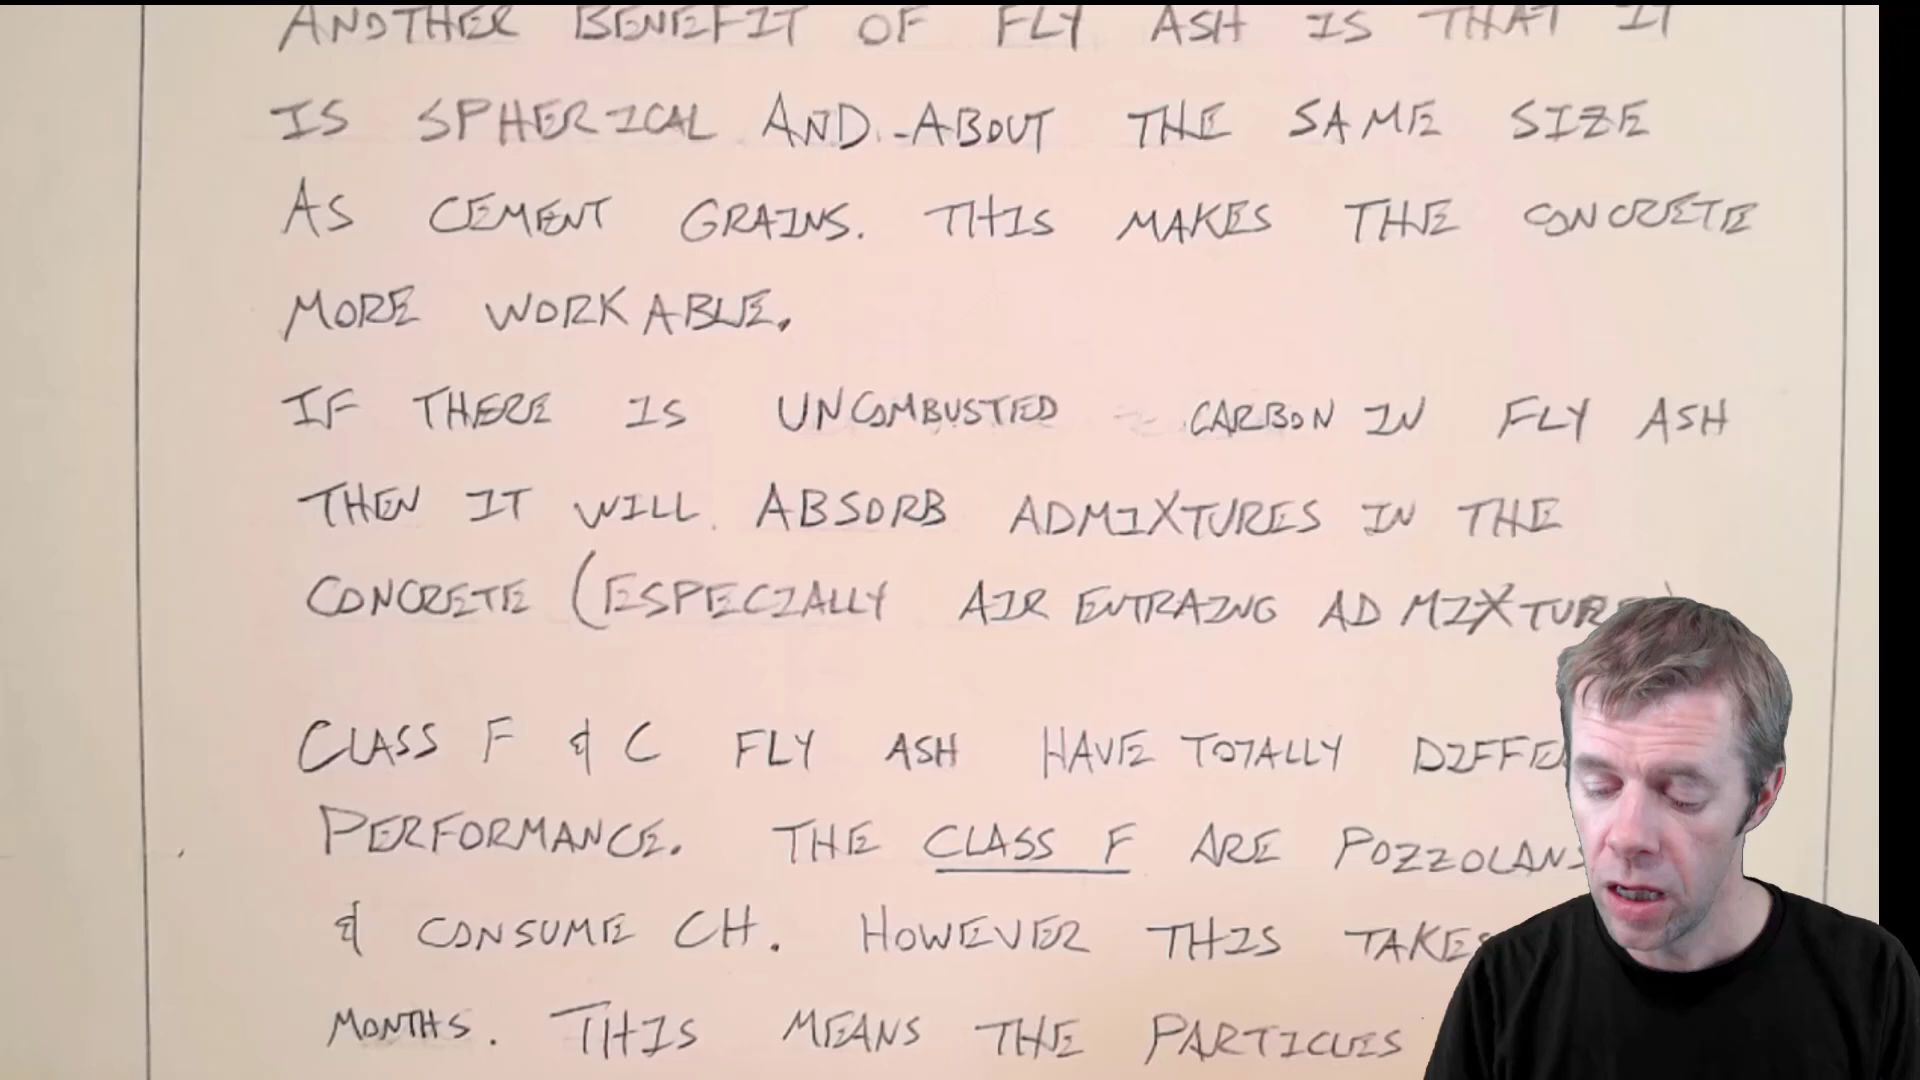 ANOTHER BENEFIT OF FLY ASH IS THAT IT
IS SPHERICAL AND ABOUT THE SAME SIZE
AS CEMENT GRAINS. THIS MAKES THE CONCRETE
MORE WORKABLE.
IF THERE IS UNCOMBUSTED CARBON IN FLY ASH
THEN IT WILL ABSORB ADMIXTURES IN THE
CONCRETE (ESPECIALLY AIR ENTRAING
CLASS F & C FLY ASH HAVE TOTALLY
PERFORMANCE. THE CLASS F ARE POZZOLANS
& CONSUME CH. HOWEVER THIS TAKES
MONTHS. THIS MEANS THE PARTICLES